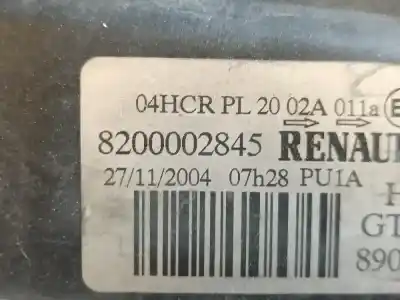 04HCR PL 20 02A 011a E
8200002845 RENAU
27/11/2004 07h28 PU1A
H
GT
890